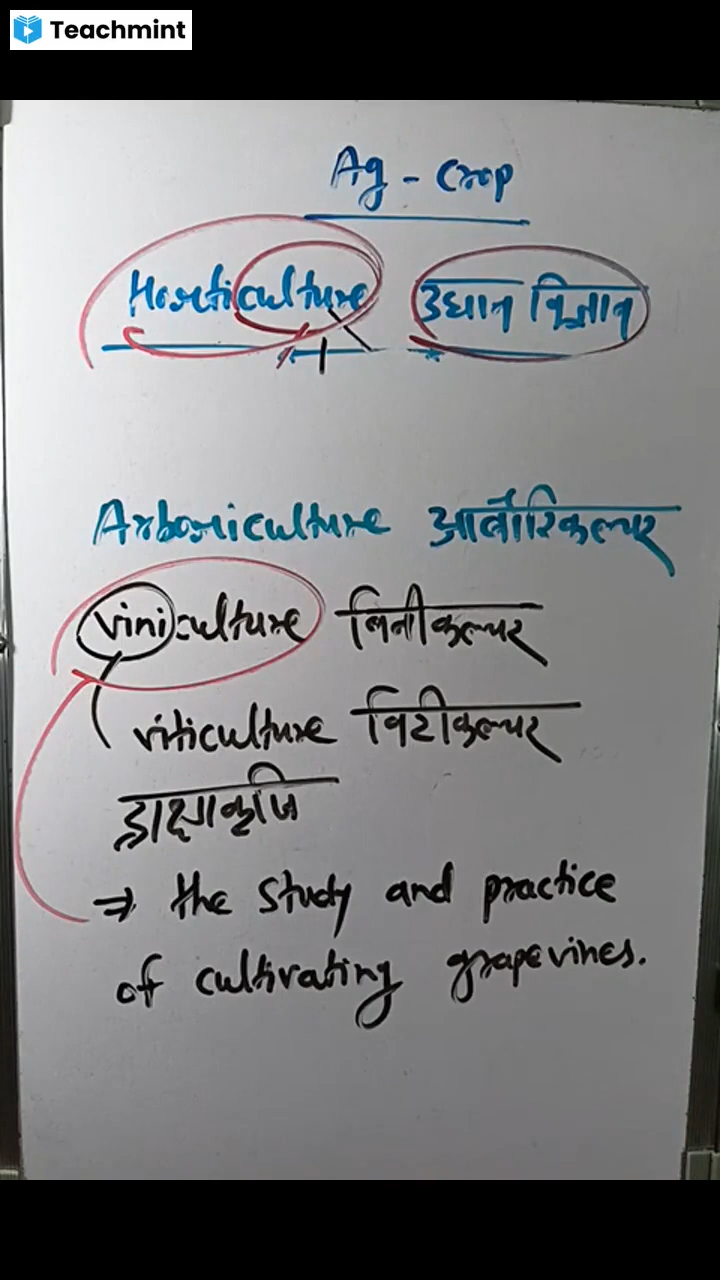 Teachmint
Ag - Crop
Horticulture उद्यान विज्ञान
Arboriculture आर्बोरिकल्चर
viniculture विनीकल्चर
viticulture विटीकल्चर
द्राक्षाकृषि
⇒ the study and practice
of cultivating grapevines.